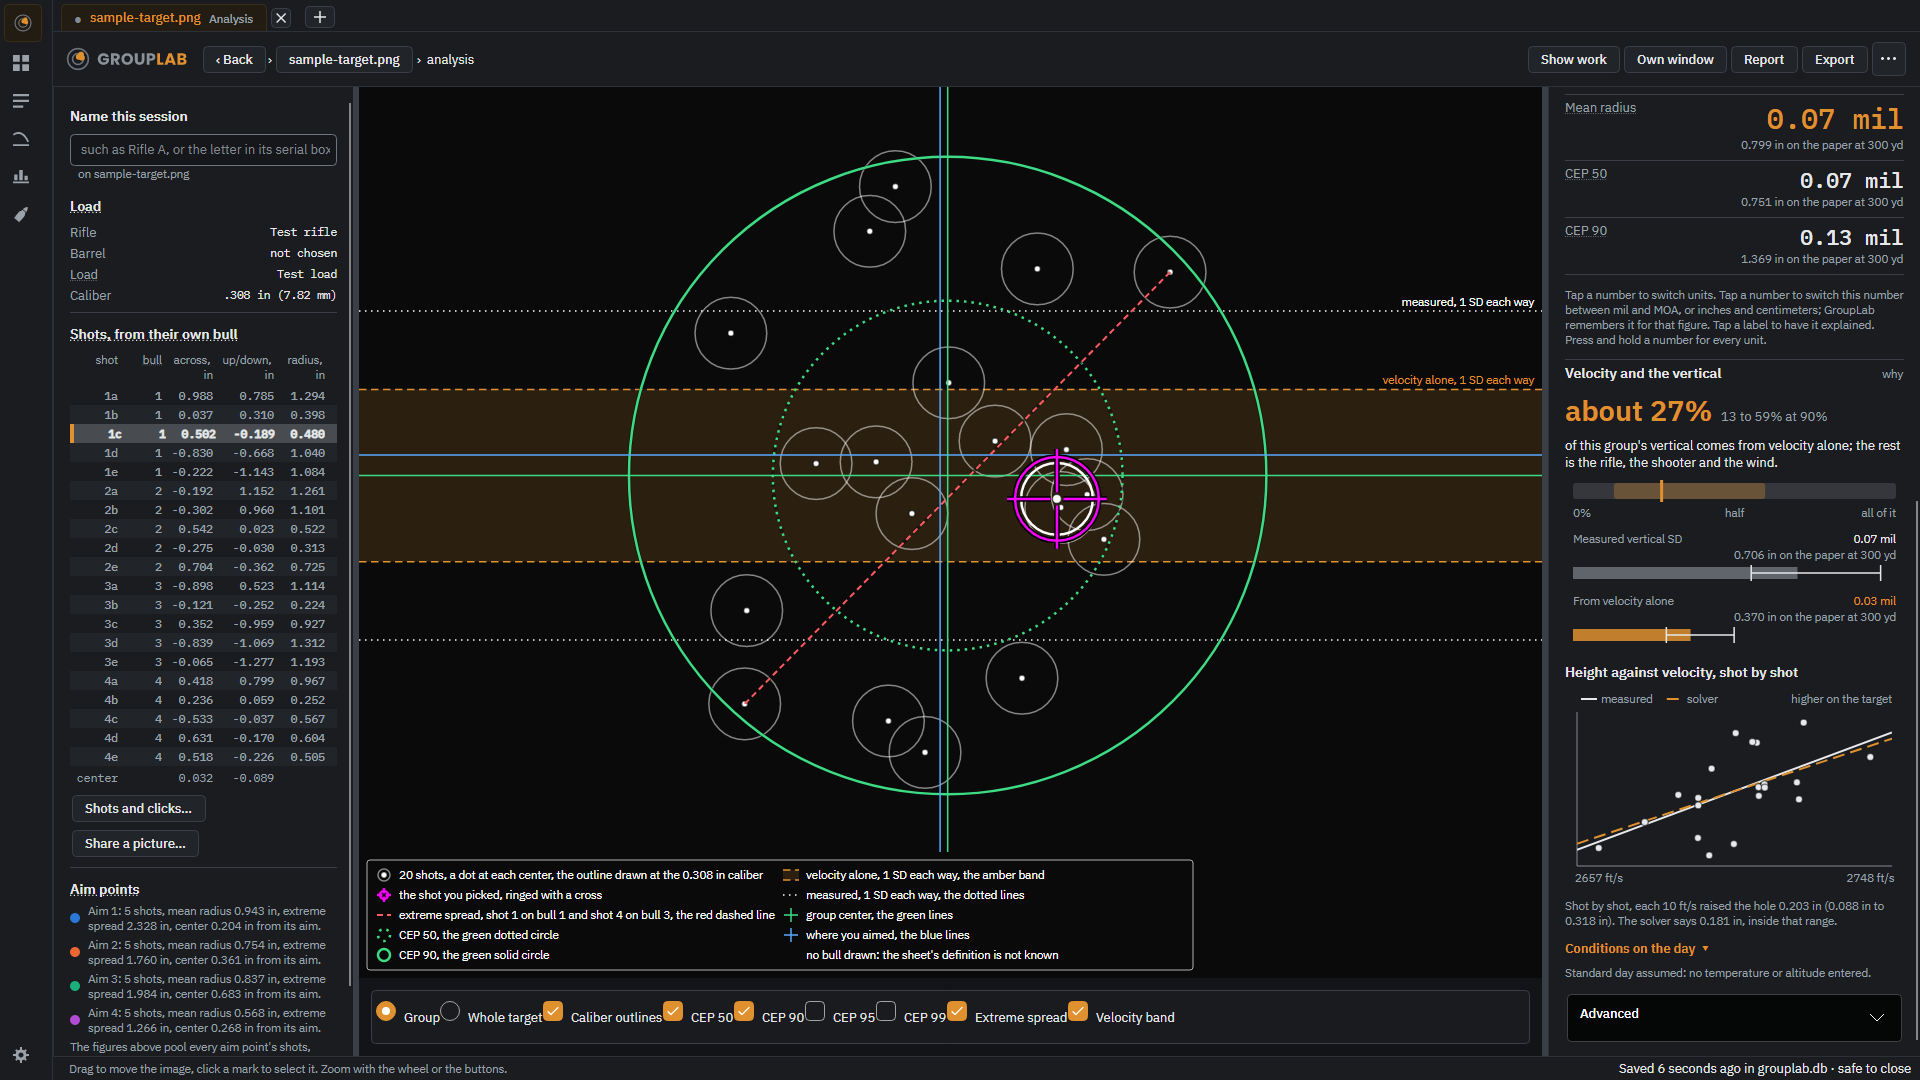 sample-target.png Analysis
GROUPLAB
‹ Back › sample-target.png › analysis
Show work
Own window
Report
Export
Name this session
such as Rifle A, or the letter in its serial box
on sample-target.png
Load
Rifle Test rifle
Barrel not chosen
Load Test load
Caliber .308 in (7.82 mm)
Shots, from their own bull
shot bull across, in up/down, in radius, in
1a 1 0.988 0.785 1.294
1b 1 0.037 0.310 0.398
1c 1 0.502 -0.189 0.480
1d 1 -0.830 -0.668 1.040
1e 1 -0.222 -1.143 1.084
2a 2 -0.192 1.152 1.261
2b 2 -0.302 0.960 1.101
2c 2 0.542 0.023 0.522
2d 2 -0.275 -0.030 0.313
2e 2 0.704 -0.362 0.725
3a 3 -0.898 0.523 1.114
3b 3 -0.121 -0.252 0.224
3c 3 0.352 -0.959 0.927
3d 3 -0.839 -1.069 1.312
3e 3 -0.065 -1.277 1.193
4a 4 0.418 0.799 0.967
4b 4 0.236 0.059 0.252
4c 4 -0.533 -0.037 0.567
4d 4 0.631 -0.170 0.604
4e 4 0.518 -0.226 0.505
center 0.032 -0.089
Shots and clicks...
Share a picture...
Aim points
Aim 1: 5 shots, mean radius 0.943 in, extreme
spread 2.328 in, center 0.204 in from its aim.
Aim 2: 5 shots, mean radius 0.754 in, extreme
spread 1.760 in, center 0.361 in from its aim.
Aim 3: 5 shots, mean radius 0.837 in, extreme
spread 1.984 in, center 0.683 in from its aim.
Aim 4: 5 shots, mean radius 0.568 in, extreme
spread 1.266 in, center 0.268 in from its aim.
The figures above pool every aim point's shots,
measured, 1 SD each way
velocity alone, 1 SD each way
20 shots, a dot at each center, the outline drawn at the 0.308 in caliber
the shot you picked, ringed with a cross
extreme spread, shot 1 on bull 1 and shot 4 on bull 3, the red dashed line
CEP 50, the green dotted circle
CEP 90, the green solid circle
velocity alone, 1 SD each way, the amber band
measured, 1 SD each way, the dotted lines
group center, the green lines
where you aimed, the blue lines
no bull drawn: the sheet's definition is not known
Group Whole target Caliber outlines CEP 50 CEP 90 CEP 95 CEP 99 Extreme spread Velocity band
Mean radius 0.07 mil
0.799 in on the paper at 300 yd
CEP 50 0.07 mil
0.751 in on the paper at 300 yd
CEP 90 0.13 mil
1.369 in on the paper at 300 yd
Tap a number to switch units. Tap a number to switch this number
between mil and MOA, or inches and centimeters; GroupLab
remembers it for that figure. Tap a label to have it explained.
Press and hold a number for every unit.
Velocity and the vertical why
about 27% 13 to 59% at 90%
of this group's vertical comes from velocity alone; the rest
is the rifle, the shooter and the wind.
0% half all of it
Measured vertical SD 0.07 mil
0.706 in on the paper at 300 yd
From velocity alone 0.03 mil
0.370 in on the paper at 300 yd
Height against velocity, shot by shot
measured solver higher on the target
2657 ft/s 2748 ft/s
Shot by shot, each 10 ft/s raised the hole 0.203 in (0.088 in to
0.318 in). The solver says 0.181 in, inside that range.
Conditions on the day
Standard day assumed: no temperature or altitude entered.
Advanced
Drag to move the image, click a mark to select it. Zoom with the wheel or the buttons.
Saved 6 seconds ago in grouplab.db · safe to close